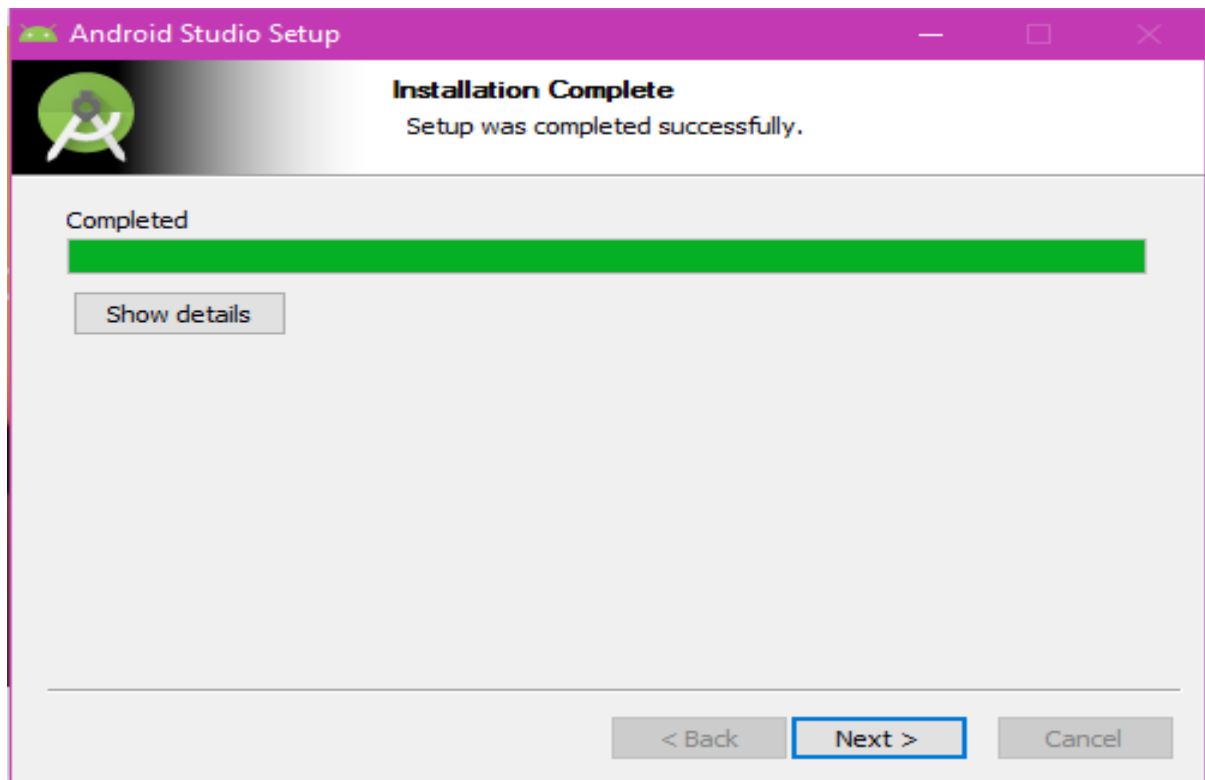 Android Studio Setup
Installation Complete
Setup was completed successfully.
Completed
Show details
< Back Next > Cancel